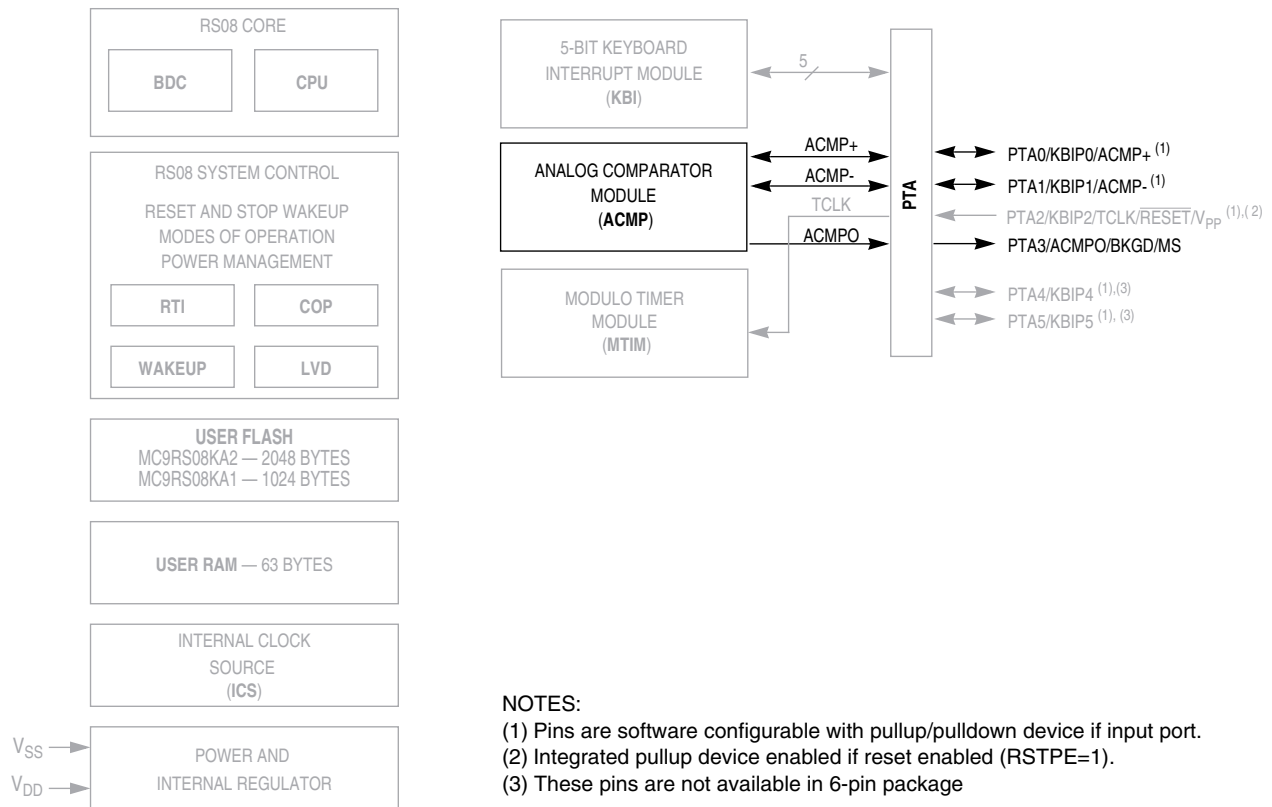 RS08 CORE
BDC
CPU
RS08 SYSTEM CONTROL
RESET AND STOP WAKEUP
MODES OF OPERATION
POWER MANAGEMENT
RTI
COP
WAKEUP
LVD
USER FLASH
MC9RS08KA2 — 2048 BYTES
MC9RS08KA1 — 1024 BYTES
USER RAM — 63 BYTES
INTERNAL CLOCK
SOURCE
(ICS)
VSS
VDD
POWER AND
INTERNAL REGULATOR
5-BIT KEYBOARD
INTERRUPT MODULE
(KBI)
5
ANALOG COMPARATOR
MODULE
(ACMP)
ACMP+
ACMP-
TCLK
ACMPO
MODULO TIMER
MODULE
(MTIM)
PTA
PTA0/KBIP0/ACMP+ (1)
PTA1/KBIP1/ACMP- (1)
PTA2/KBIP2/TCLK/RESET/VPP (1),( 2)
PTA3/ACMPO/BKGD/MS
PTA4/KBIP4 (1),(3)
PTA5/KBIP5 (1), (3)
NOTES:
(1) Pins are software configurable with pullup/pulldown device if input port.
(2) Integrated pullup device enabled if reset enabled (RSTPE=1).
(3) These pins are not available in 6-pin package